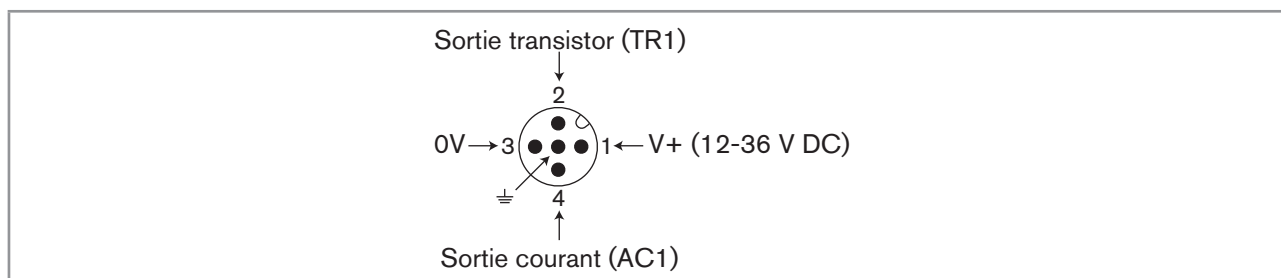 Sortie transistor (TR1)
2
0V 3 1 V+ (12-36 V DC)
4
Sortie courant (AC1)